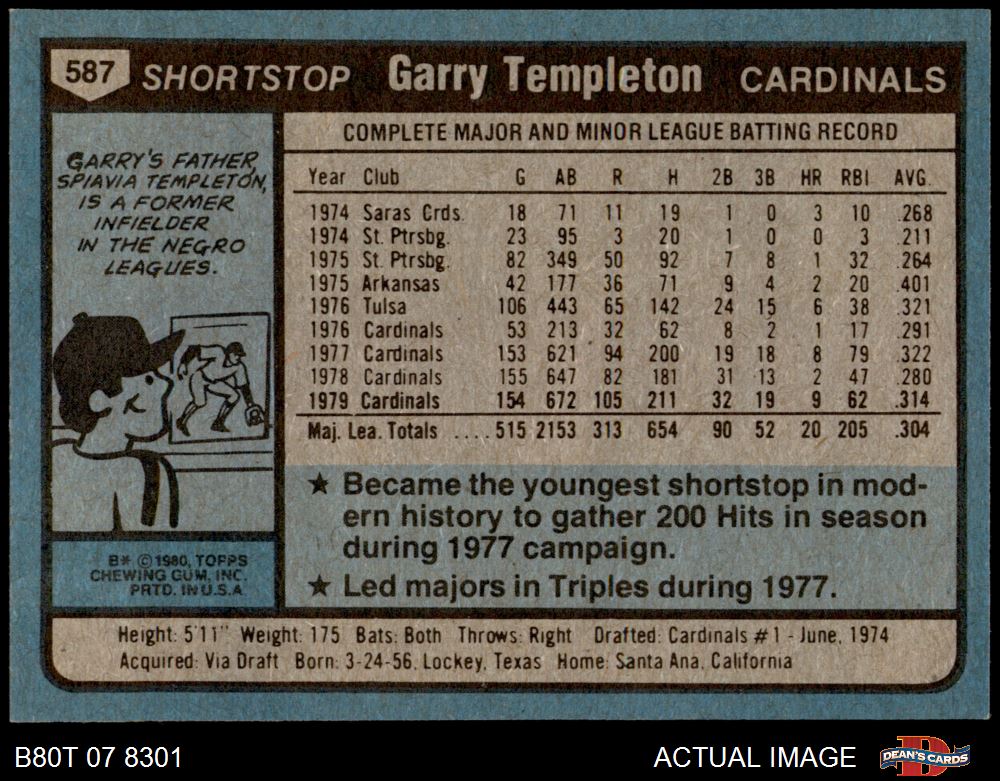 587 SHORTSTOP Garry Templeton CARDINALS
GARRY'S FATHER,
SPIAVIA TEMPLETON,
IS A FORMER
INFIELDER
IN THE NEGRO
LEAGUES.
B* © 1980, TOPPS
CHEWING GUM, INC.
PRTD. IN U.S.A.
COMPLETE MAJOR AND MINOR LEAGUE BATTING RECORD
Year Club G AB R H 2B 3B HR RBI AVG.
1974 Saras Crds. 18 71 11 19 1 0 3 10 .268
1974 St. Ptrsbg. 23 95 3 20 1 0 0 3 .211
1975 St. Ptrsbg. 82 349 50 92 7 8 1 32 .264
1975 Arkansas 42 177 36 71 9 4 2 20 .401
1976 Tulsa 106 443 65 142 24 15 6 38 .321
1976 Cardinals 53 213 32 62 8 2 1 17 .291
1977 Cardinals 153 621 94 200 19 18 8 79 .322
1978 Cardinals 155 647 82 181 31 13 2 47 .280
1979 Cardinals 154 672 105 211 32 19 9 62 .314
Maj. Lea. Totals .... 515 2153 313 654 90 52 20 205 .304
★ Became the youngest shortstop in mod-
ern history to gather 200 Hits in season
during 1977 campaign.
★ Led majors in Triples during 1977.
Height: 5'11" Weight: 175 Bats: Both Throws: Right Drafted: Cardinals #1 - June, 1974
Acquired: Via Draft Born: 3-24-56, Lockey, Texas Home: Santa Ana, California
B80T 07 8301 ACTUAL IMAGE D DEAN'S CARDS